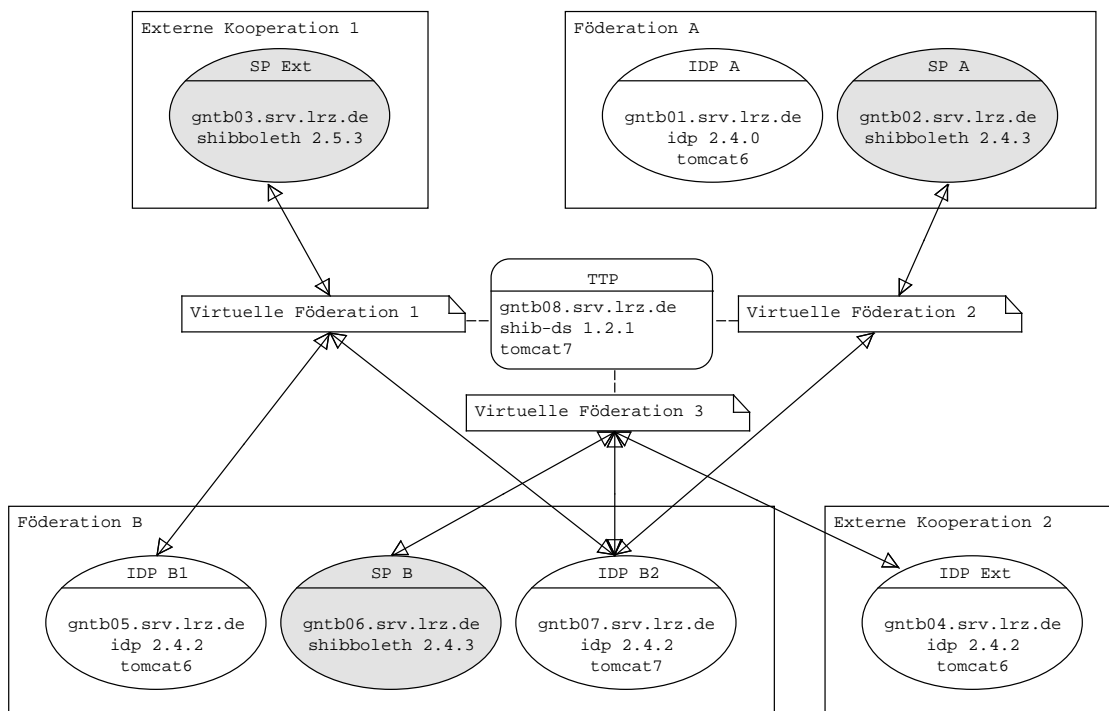 Externe Kooperation 1
SP Ext
gntb03.srv.lrz.de
shibboleth 2.5.3
Föderation A
IDP A
gntb01.srv.lrz.de
idp 2.4.0
tomcat6
SP A
gntb02.srv.lrz.de
shibboleth 2.4.3
Virtuelle Föderation 1
TTP
gntb08.srv.lrz.de
shib-ds 1.2.1
tomcat7
Virtuelle Föderation 2
Virtuelle Föderation 3
Föderation B
IDP B1
gntb05.srv.lrz.de
idp 2.4.2
tomcat6
SP B
gntb06.srv.lrz.de
shibboleth 2.4.3
IDP B2
gntb07.srv.lrz.de
idp 2.4.2
tomcat7
Externe Kooperation 2
IDP Ext
gntb04.srv.lrz.de
idp 2.4.2
tomcat6